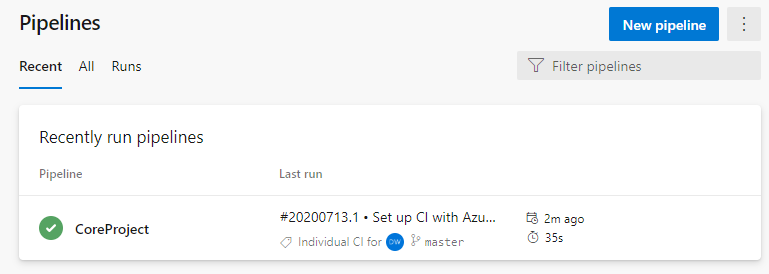 Pipelines
New pipeline
Recent All Runs
Filter pipelines
Recently run pipelines
Pipeline Last run
#20200713.1 • Set up CI with Azu...
2m ago
CoreProject
Individual CI for DW master
35s